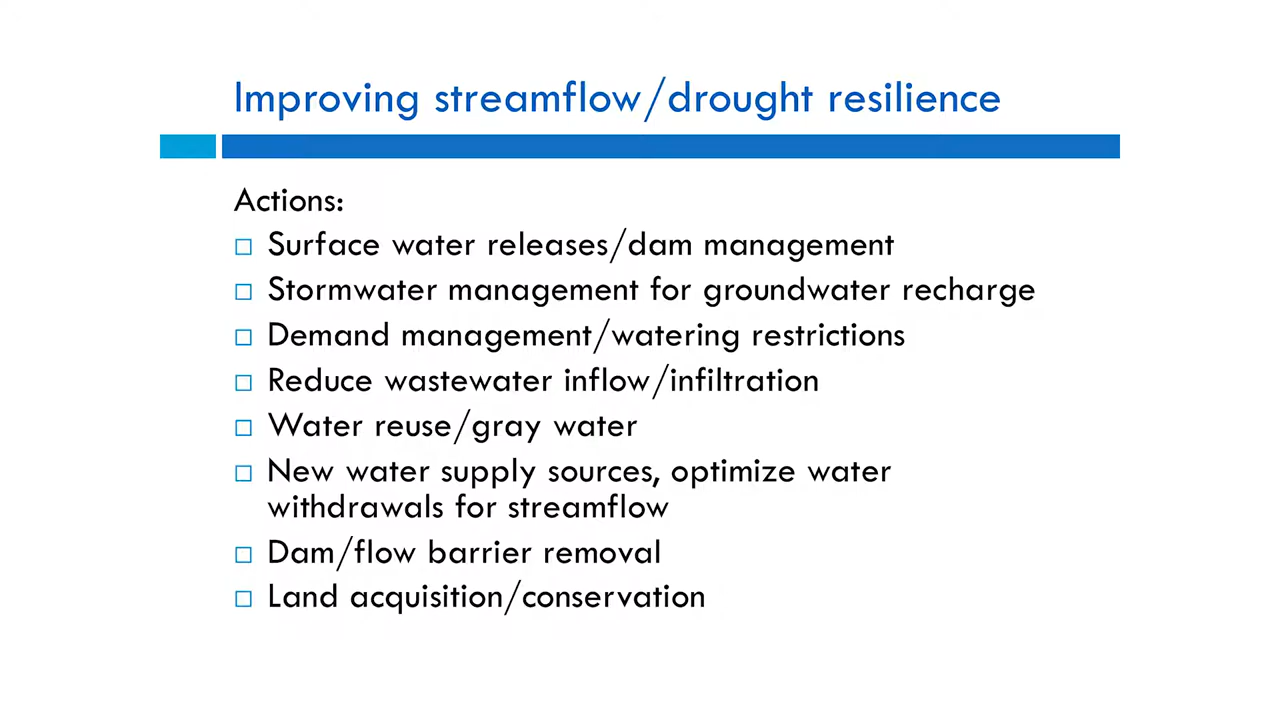 Improving streamflow/drought resilience
Actions:
Surface water releases/dam management
Stormwater management for groundwater recharge
Demand management/watering restrictions
Reduce wastewater inflow/infiltration
Water reuse/gray water
New water supply sources, optimize water
withdrawals for streamflow
Dam/flow barrier removal
Land acquisition/conservation